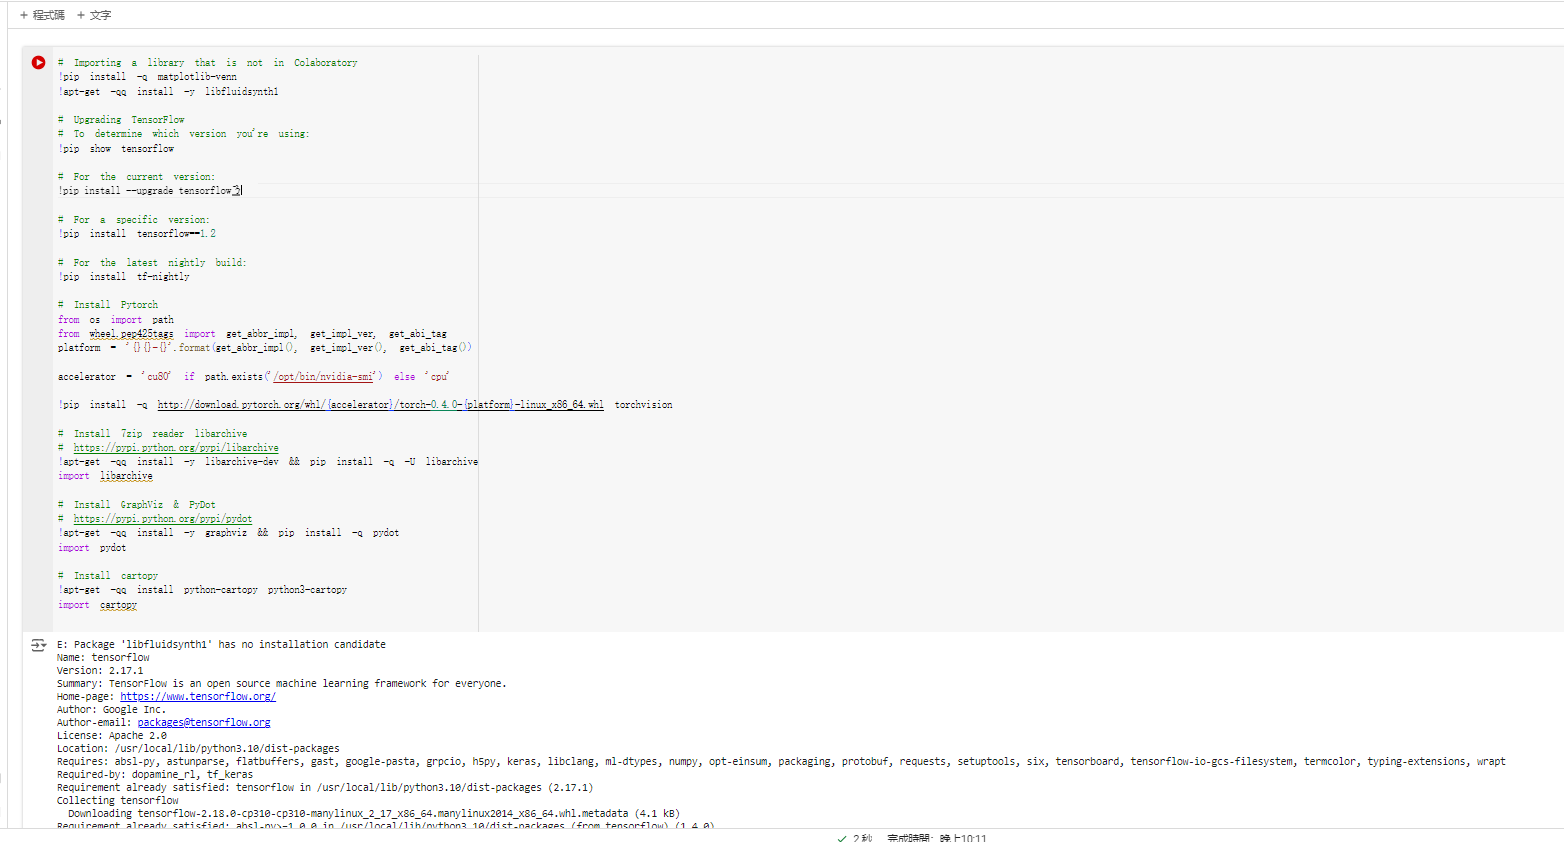 + 程式碼 + 文字
# Importing a library that is not in Colaboratory
!pip install -q matplotlib-venn
!apt-get -qq install -y libfluidsynth1
# Upgrading TensorFlow
# To determine which version you're using:
!pip show tensorflow
# For the current version:
!pip install --upgrade tensorflow
# For a specific version:
!pip install tensorflow==1.2
# For the latest nightly build:
!pip install tf-nightly
# Install Pytorch
from os import path
from wheel.pep425tags import get_abbr_impl, get_impl_ver, get_abi_tag
platform = '{}{}-{}'.format(get_abbr_impl(), get_impl_ver(), get_abi_tag())
accelerator = 'cu80' if path.exists('/opt/bin/nvidia-smi') else 'cpu'
!pip install -q http://download.pytorch.org/whl/{accelerator}/torch-0.4.0-{platform}-linux_x86_64.whl torchvision
# Install 7zip reader libarchive
# https://pypi.python.org/pypi/libarchive
!apt-get -qq install -y libarchive-dev && pip install -q -U libarchive
import libarchive
# Install GraphViz & PyDot
# https://pypi.python.org/pypi/pydot
!apt-get -qq install -y graphviz && pip install -q pydot
import pydot
# Install cartopy
!apt-get -qq install python-cartopy python3-cartopy
import cartopy
E: Package 'libfluidsynth1' has no installation candidate
Name: tensorflow
Version: 2.17.1
Summary: TensorFlow is an open source machine learning framework for everyone.
Home-page: https://www.tensorflow.org/
Author: Google Inc.
Author-email: packages@tensorflow.org
License: Apache 2.0
Location: /usr/local/lib/python3.10/dist-packages
Requires: absl-py, astunparse, flatbuffers, gast, google-pasta, grpcio, h5py, keras, libclang, ml-dtypes, numpy, opt-einsum, packaging, protobuf, requests, setuptools, six, tensorboard, tensorflow-io-gcs-filesystem, termcolor, typing-extensions, wrapt
Required-by: dopamine_rl, tf_keras
Requirement already satisfied: tensorflow in /usr/local/lib/python3.10/dist-packages (2.17.1)
Collecting tensorflow
Downloading tensorflow-2.18.0-cp310-cp310-manylinux_2_17_x86_64.manylinux2014_x86_64.whl.metadata (4.1 kB)
Requirement already satisfied: absl-py>=1.0.0 in /usr/local/lib/python3.10/dist-packages (from tensorflow) (1.4.0)
✓ 2 秒 完成時間: 晚上10:11